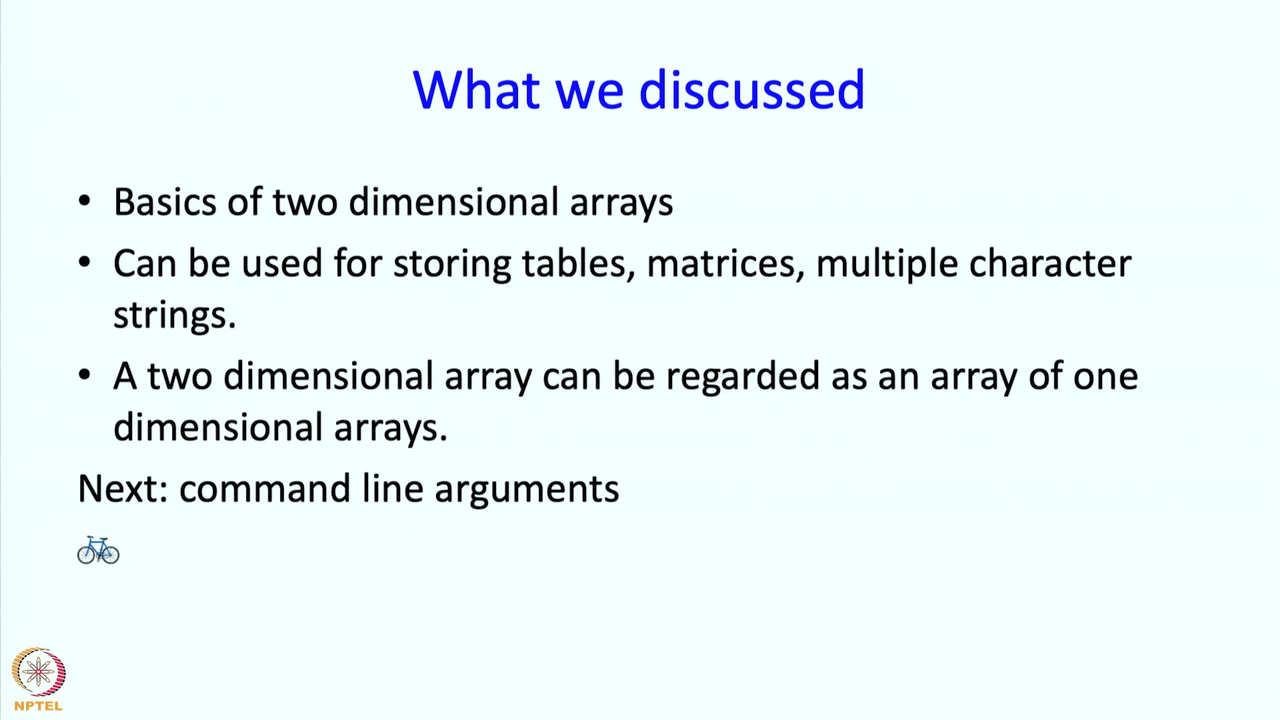 What we discussed
• Basics of two dimensional arrays
• Can be used for storing tables, matrices, multiple character
strings.
• A two dimensional array can be regarded as an array of one
dimensional arrays.
Next: command line arguments
NPTEL